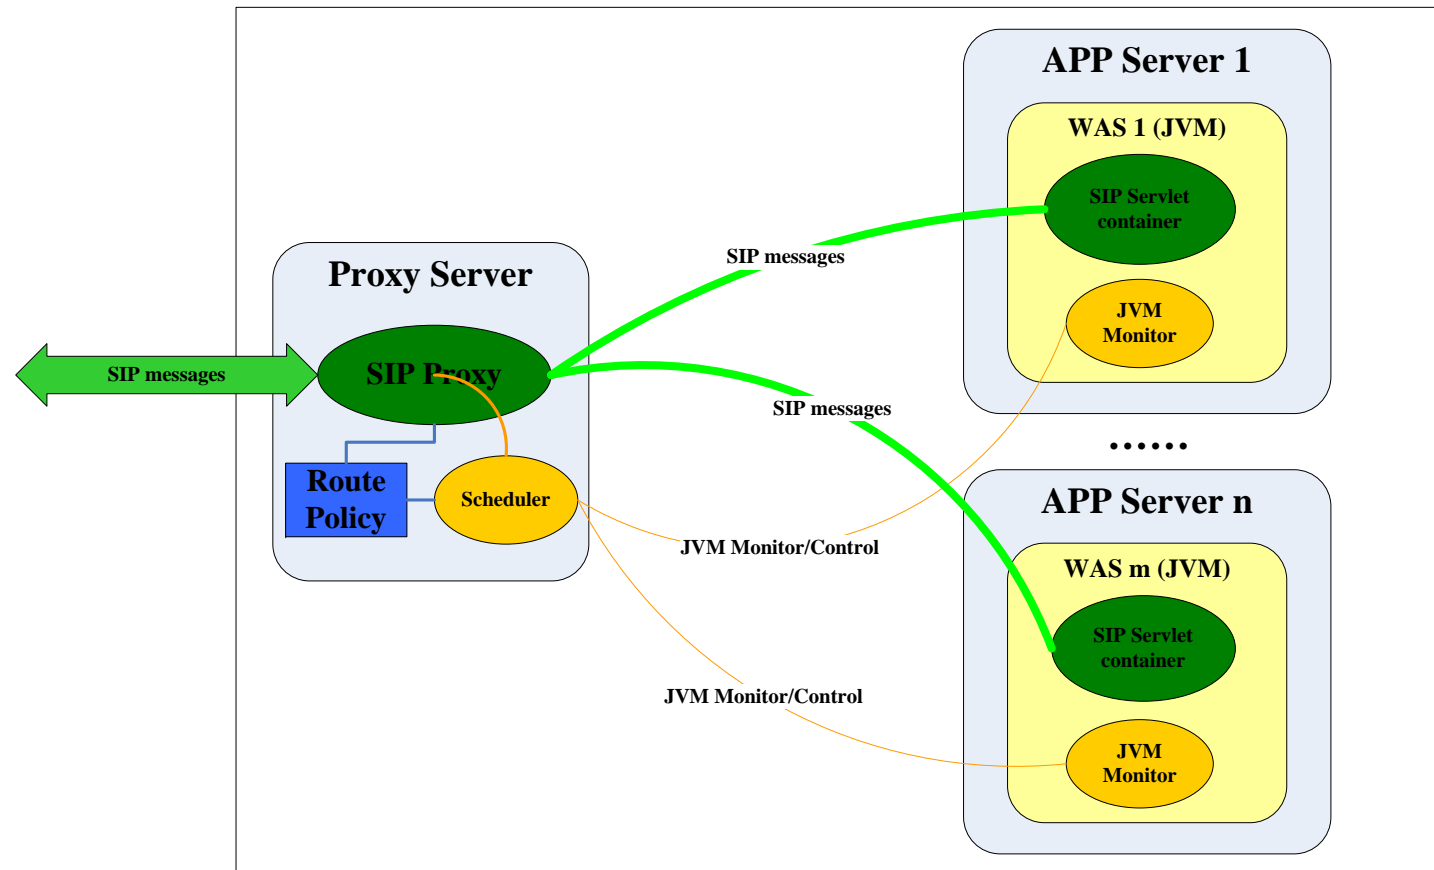 APP Server 1
WAS 1 (JVM)
SIP Servlet
container
SIP messages
Proxy Server
JVM
Monitor
SIP messages
SIP Proxy
SIP messages
......
Route
Policy
Scheduler
APP Server n
JVM Monitor/Control
WAS m (JVM)
SIP Servlet
container
JVM Monitor/Control
JVM
Monitor